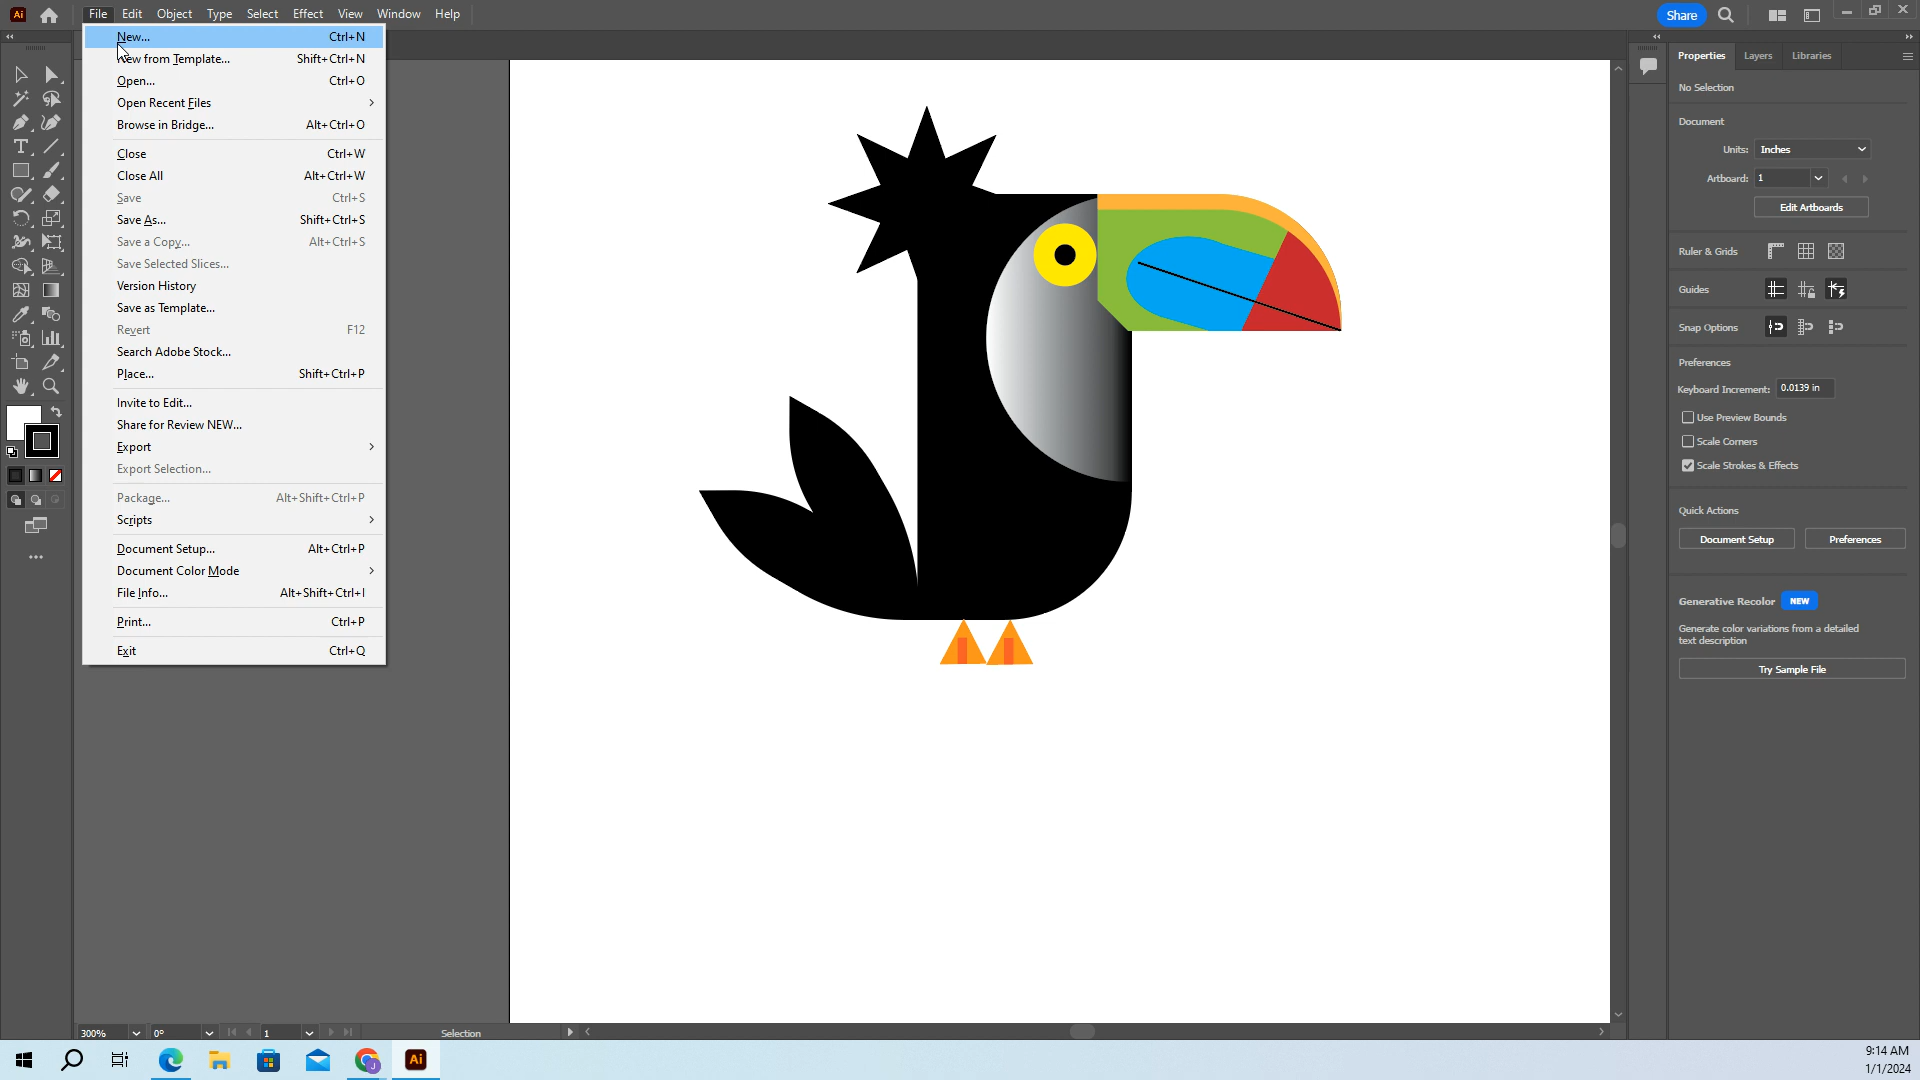 Ai File Edit Object Type Select Effect View Window Help Share
New... Ctrl+N
New from Template... Shift+Ctrl+N
Open... Ctrl+O
Open Recent Files
Browse in Bridge... Alt+Ctrl+O
Close Ctrl+W
Close All Alt+Ctrl+W
Save Ctrl+S
Save As... Shift+Ctrl+S
Save a Copy... Alt+Ctrl+S
Save Selected Slices...
Version History
Save as Template...
Revert F12
Search Adobe Stock...
Place... Shift+Ctrl+P
Invite to Edit...
Share for Review NEW...
Export
Export Selection...
Package... Alt+Shift+Ctrl+P
Scripts
Document Setup... Alt+Ctrl+P
Document Color Mode
File Info... Alt+Shift+Ctrl+I
Print... Ctrl+P
Exit Ctrl+Q
Properties Layers Libraries
No Selection
Document
Units: Inches
Artboard: 1
Edit Artboards
Ruler & Grids
Guides
Snap Options
Preferences
Keyboard Increment: 0.0139 in
Use Preview Bounds
Scale Corners
Scale Strokes & Effects
Quick Actions
Document Setup Preferences
Generative Recolor NEW
Generate color variations from a detailed
text description
Try Sample File
300% 0° 1 Selection
Ai
9:14 AM
1/1/2024